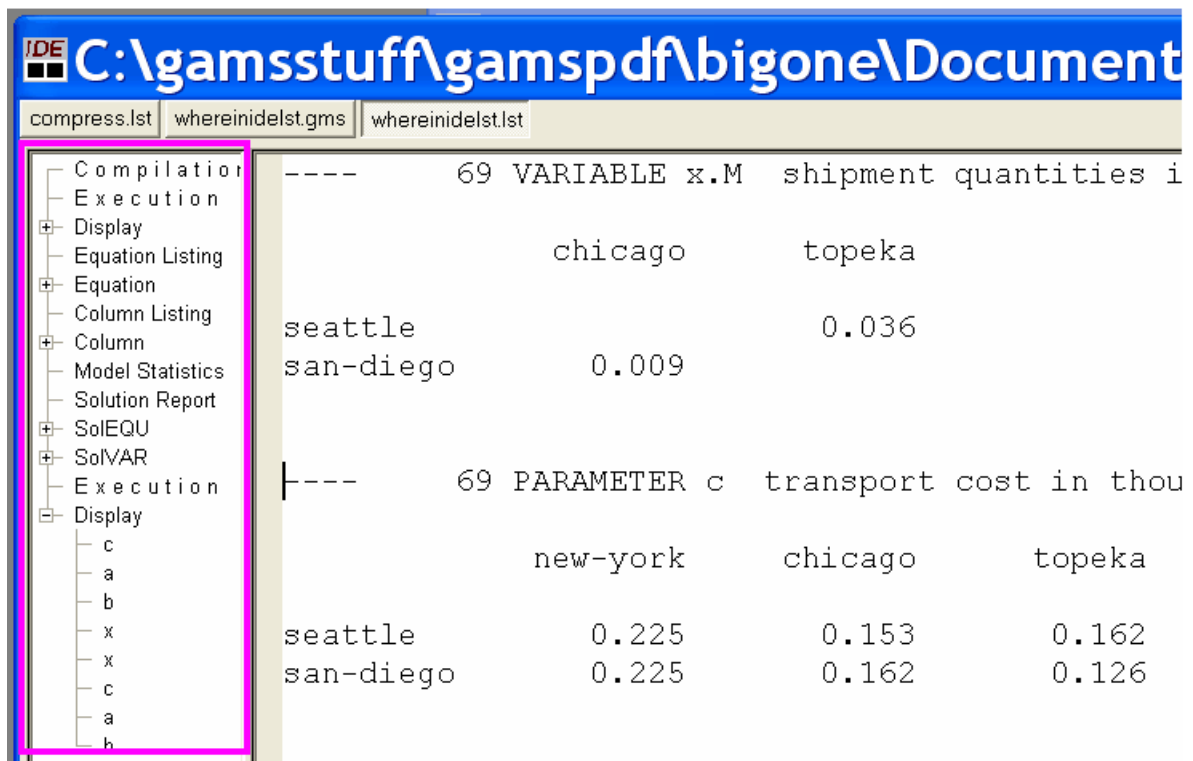 IDE C:\gamsstuff\gamspdf\bigone\Document
compress.lst whereinidelst.gms whereinidelst.lst
Compilation
Execution
Display
Equation Listing
Equation
Column Listing
Column
Model Statistics
Solution Report
SolEQU
SolVAR
Execution
Display
c
a
b
x
x
c
a
b
---- 69 VARIABLE x.M shipment quantities i
chicago topeka
seattle 0.036
san-diego 0.009
---- 69 PARAMETER c transport cost in thou
new-york chicago topeka
seattle 0.225 0.153 0.162
san-diego 0.225 0.162 0.126